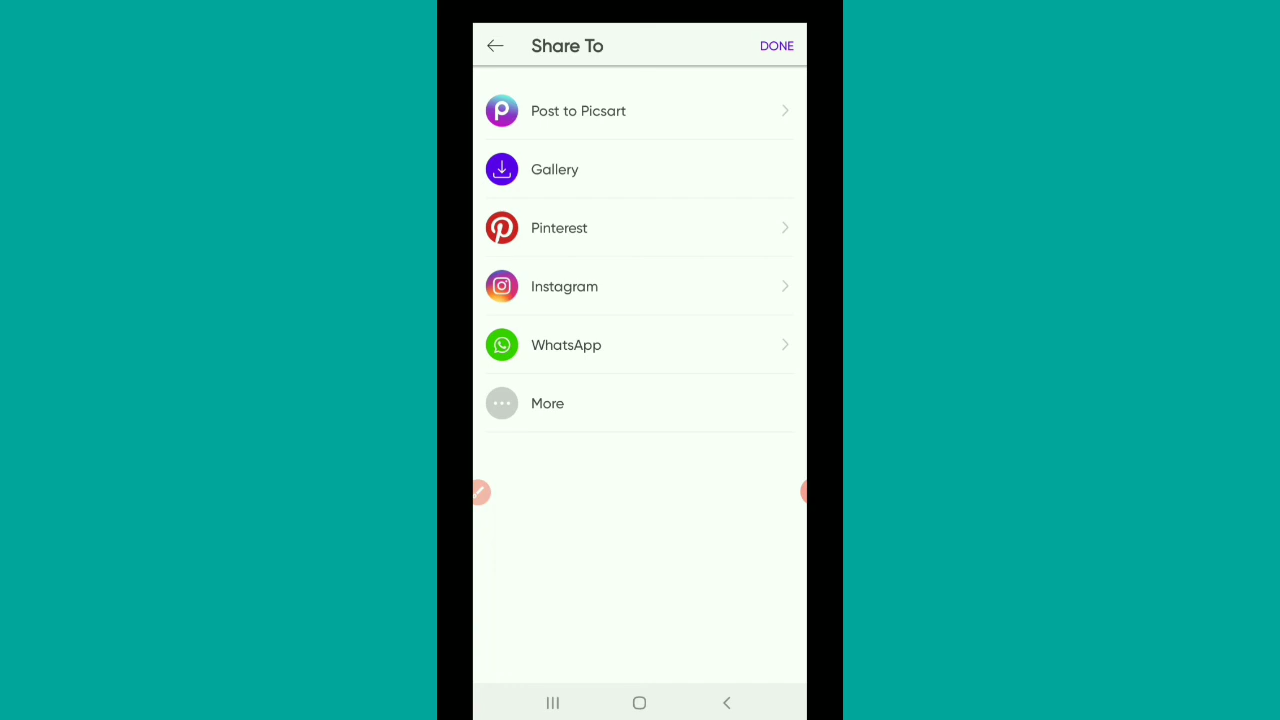 Share To
DONE
Post to Picsart
Gallery
Pinterest
Instagram
WhatsApp
More